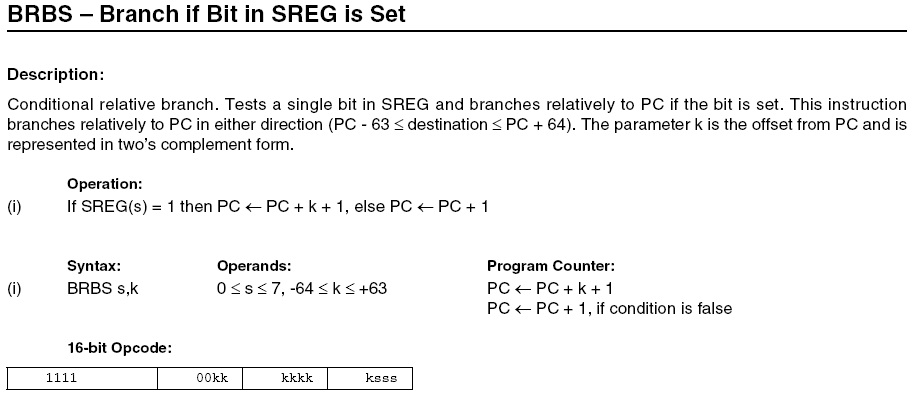 BRBS – Branch if Bit in SREG is Set
Description:
Conditional relative branch. Tests a single bit in SREG and branches relatively to PC if the bit is set. This instruction
branches relatively to PC in either direction (PC - 63 ≤ destination ≤ PC + 64). The parameter k is the offset from PC and is
represented in two's complement form.
Operation:
(i) If SREG(s) = 1 then PC ← PC + k + 1, else PC ← PC + 1
Syntax: Operands: Program Counter:
(i) BRBS s,k 0 ≤ s ≤ 7, -64 ≤ k ≤ +63 PC ← PC + k + 1
PC ← PC + 1, if condition is false
16-bit Opcode:
1111 00kk kkkk ksss